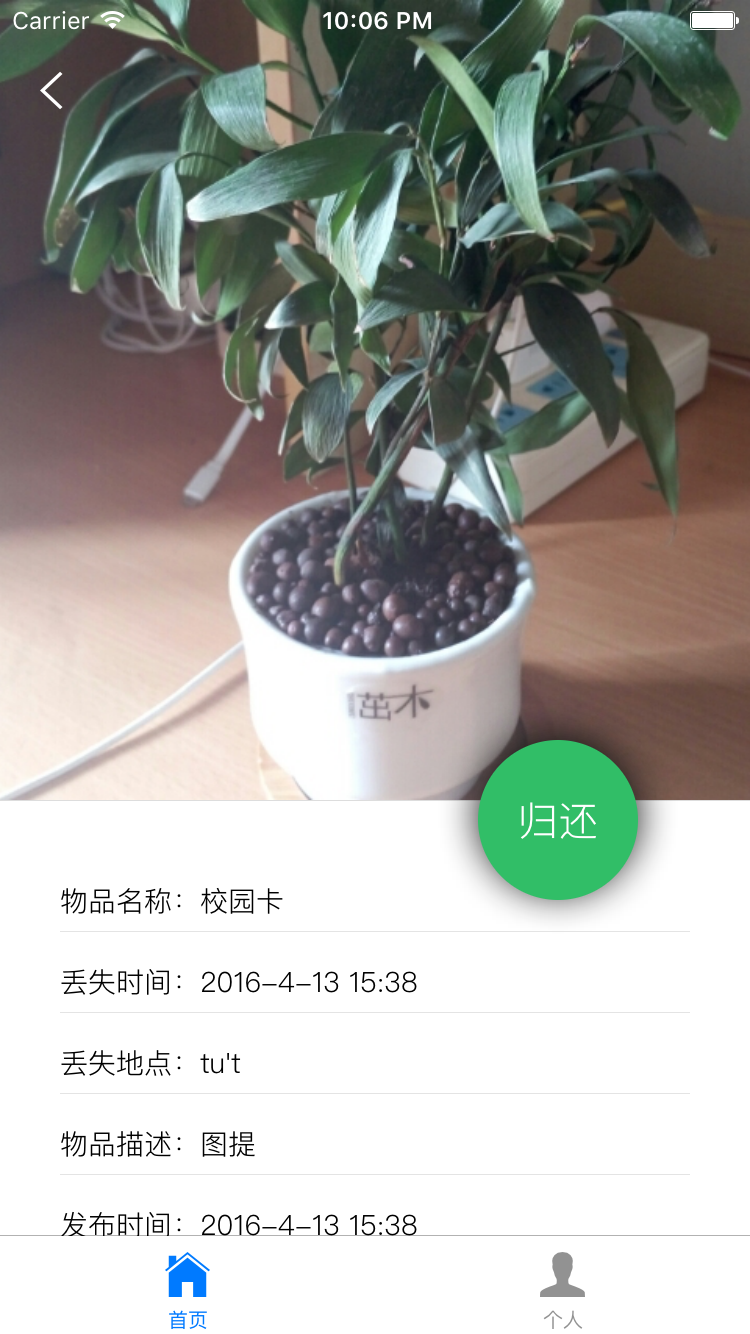 Carrier 10:06 PM
茁木
归还
物品名称：校园卡
丢失时间：2016-4-13 15:38
丢失地点：tu't
物品描述：图提
发布时间：2016-4-13 15:38
首页 个人